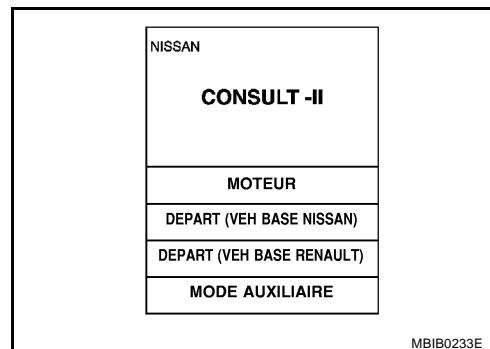 NISSAN
CONSULT -II
MOTEUR
DEPART (VEH BASE NISSAN)
DEPART (VEH BASE RENAULT)
MODE AUXILIAIRE
MBIB0233E